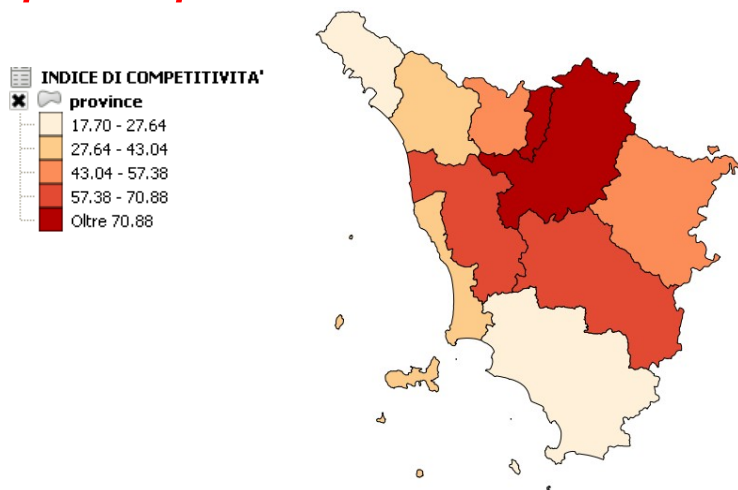 INDICE DI COMPETITIVITA'
province
17.70 - 27.64
27.64 - 43.04
43.04 - 57.38
57.38 - 70.88
Oltre 70.88